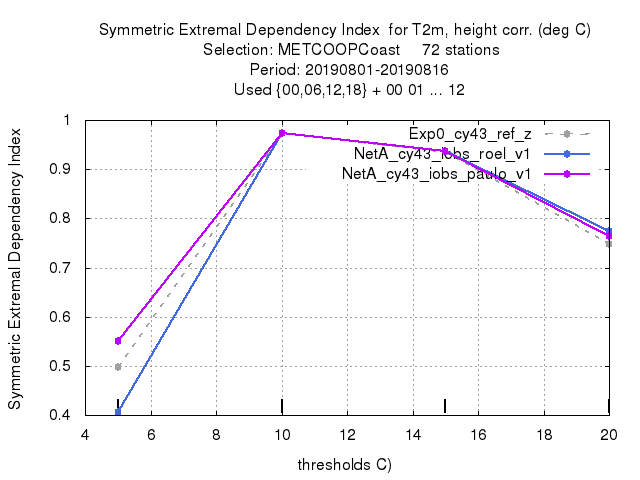 Symmetric Extremal Dependency Index  for T2m, height corr. (deg C)
Selection: METCOOPCoast     72 stations
Period: 20190801-20190816
Used {00,06,12,18} + 00 01 ... 12
Exp0_cy43_ref_z
NetA_cy43_iobs_roel_v1
NetA_cy43_iobs_paulo_v1
Symmetric Extremal Dependency Index
1
0.9
0.8
0.7
0.6
0.5
0.4
4 6 8 10 12 14 16 18 20
thresholds C)